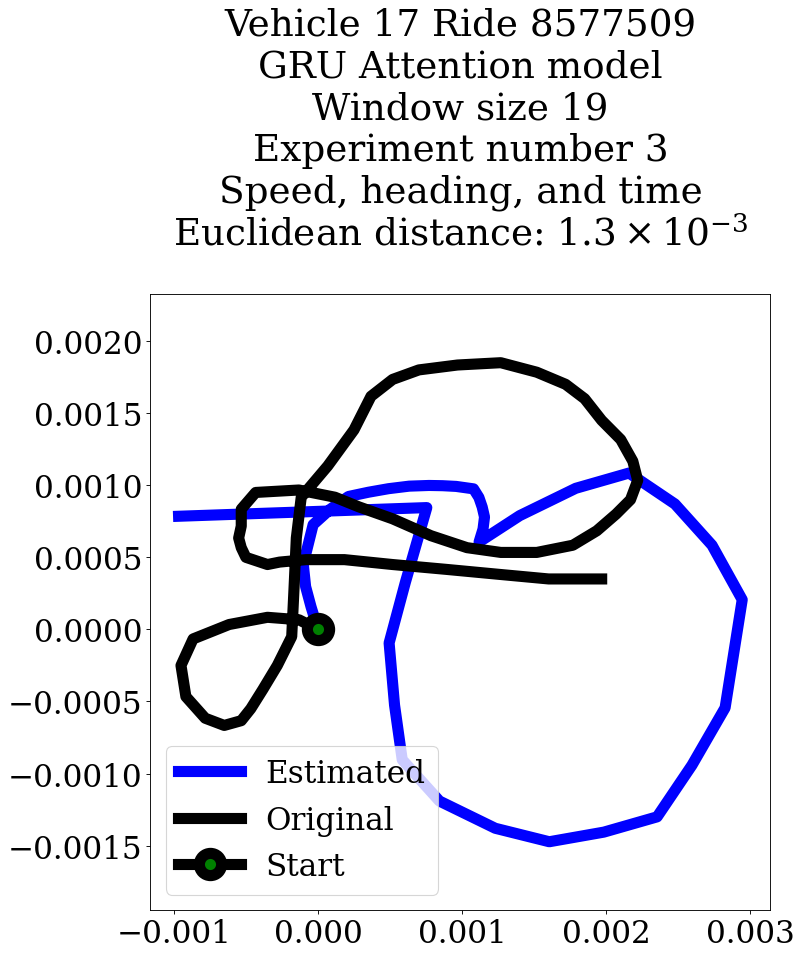 Vehicle 17 Ride 8577509
GRU Attention model
Window size 19
Experiment number 3
Speed, heading, and time
Euclidean distance: 1.3 × 10⁻³
0.0020
0.0015
0.0010
0.0005
0.0000
−0.0005
−0.0010
−0.0015
Estimated
Original
Start
−0.001 0.000 0.001 0.002 0.003